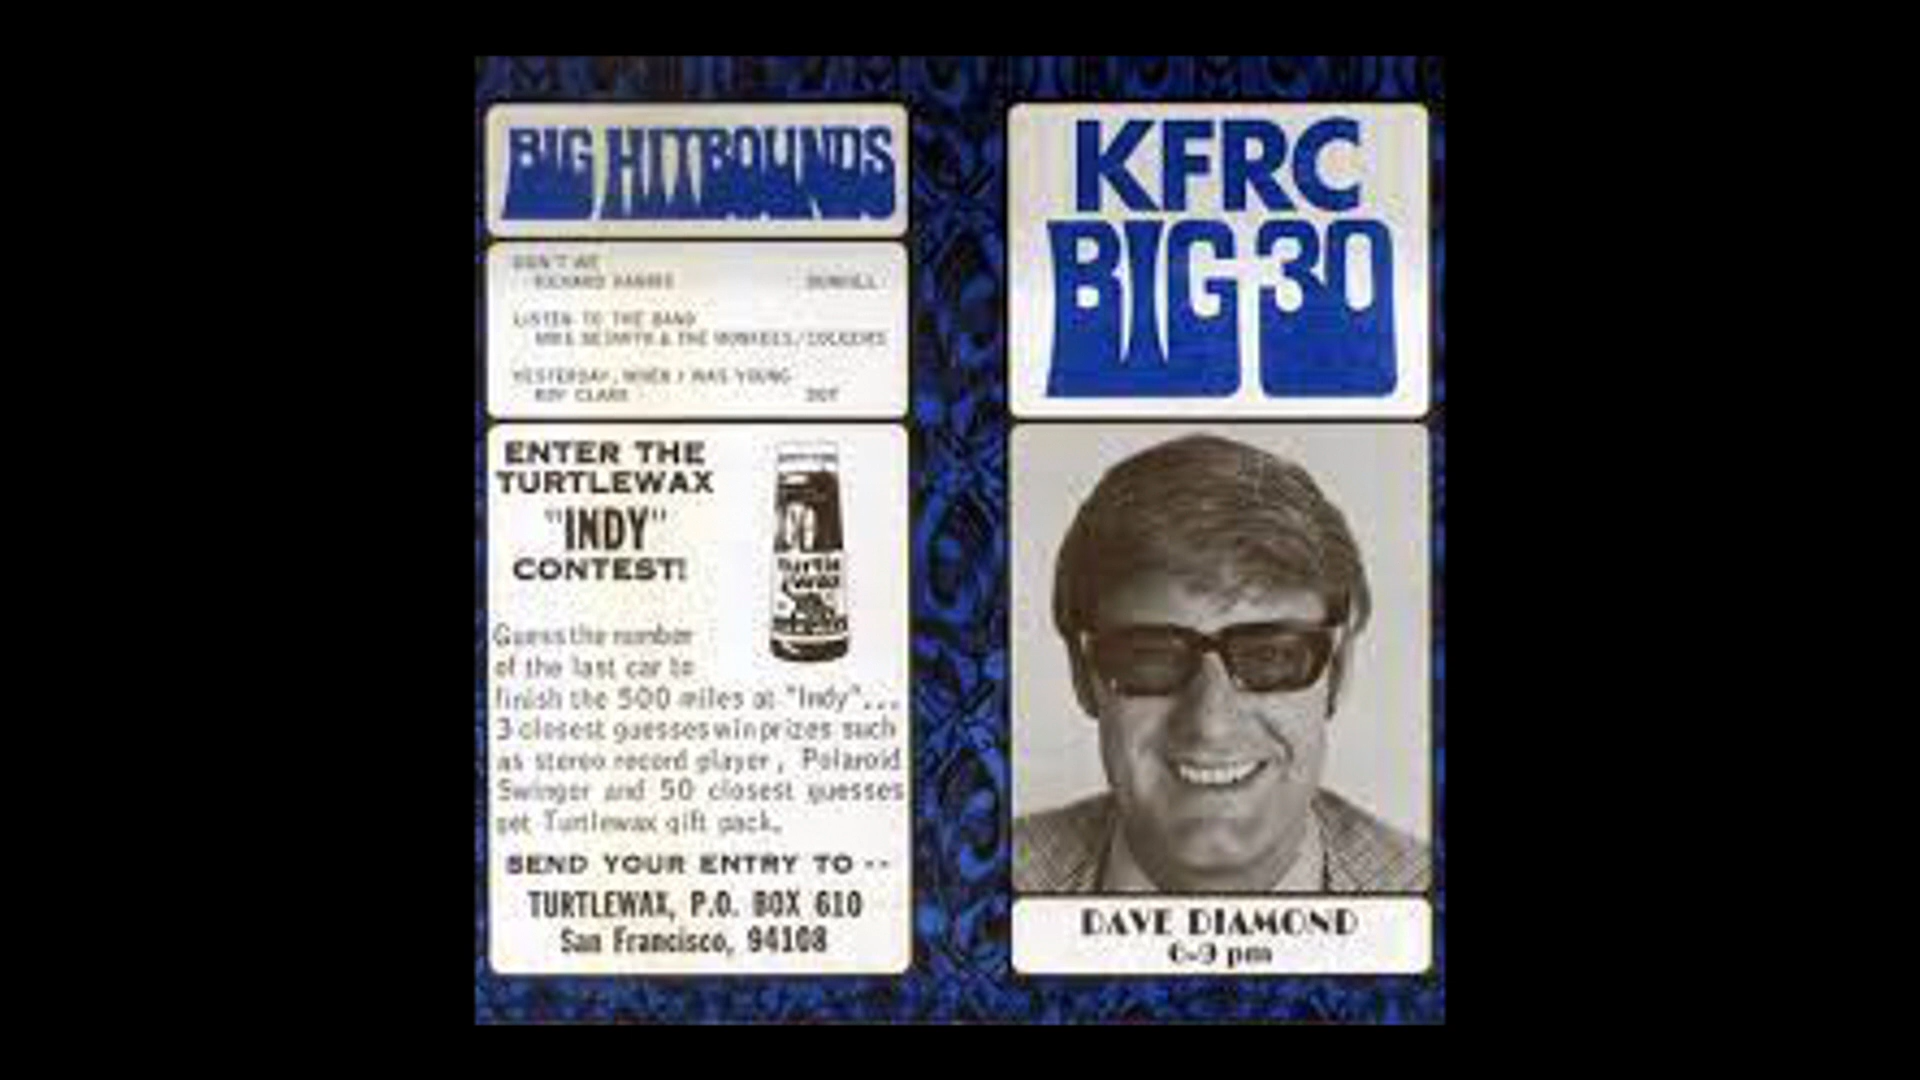 BIG HITBOUNDS
LISTEN TO THE BAND
YESTERDAY, WHEN I WAS YOUNG
ROY CLARK DOT
ENTER THE
TURTLEWAX
"INDY"
CONTEST!
turtle
wax
Guess the number
of the last car to
finish the 500 miles at "Indy"...
3 closest guesses win prizes such
as stereo record player, Polaroid
Swinger and 50 closest guesses
get Turtlewax gift pack.
SEND YOUR ENTRY TO --
TURTLEWAX, P.O. BOX 610
San Francisco, 94108
KFRC
BIG 30
DAVE DIAMOND
6-9 pm